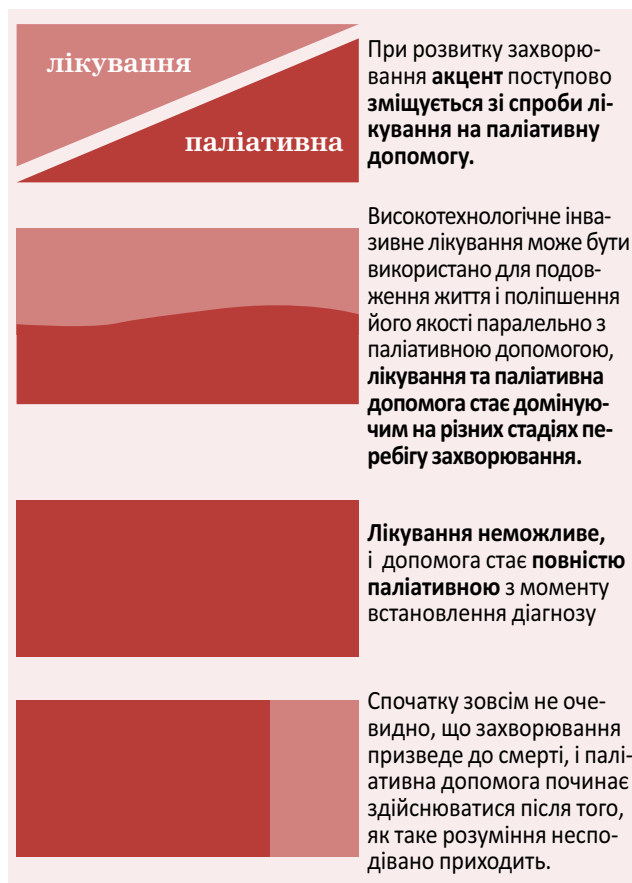 лікування
паліативна
При розвитку захворю-
вання акцент поступово
зміщується зі спроби лі-
кування на паліативну
допомогу.
Високотехнологічне інва-
зивне лікування може бути
використано для подов-
ження життя і поліпшення
його якості паралельно з
паліативною допомогою,
лікування та паліативна
допомога стає доміную-
чим на різних стадіях пе-
ребігу захворювання.
Лікування неможливе,
і допомога стає повністю
паліативною з моменту
встановлення діагнозу
Спочатку зовсім не оче-
видно, що захворювання
призведе до смерті, і палі-
ативна допомога починає
здійснюватися після того,
як таке розуміння неспо-
дівано приходить.